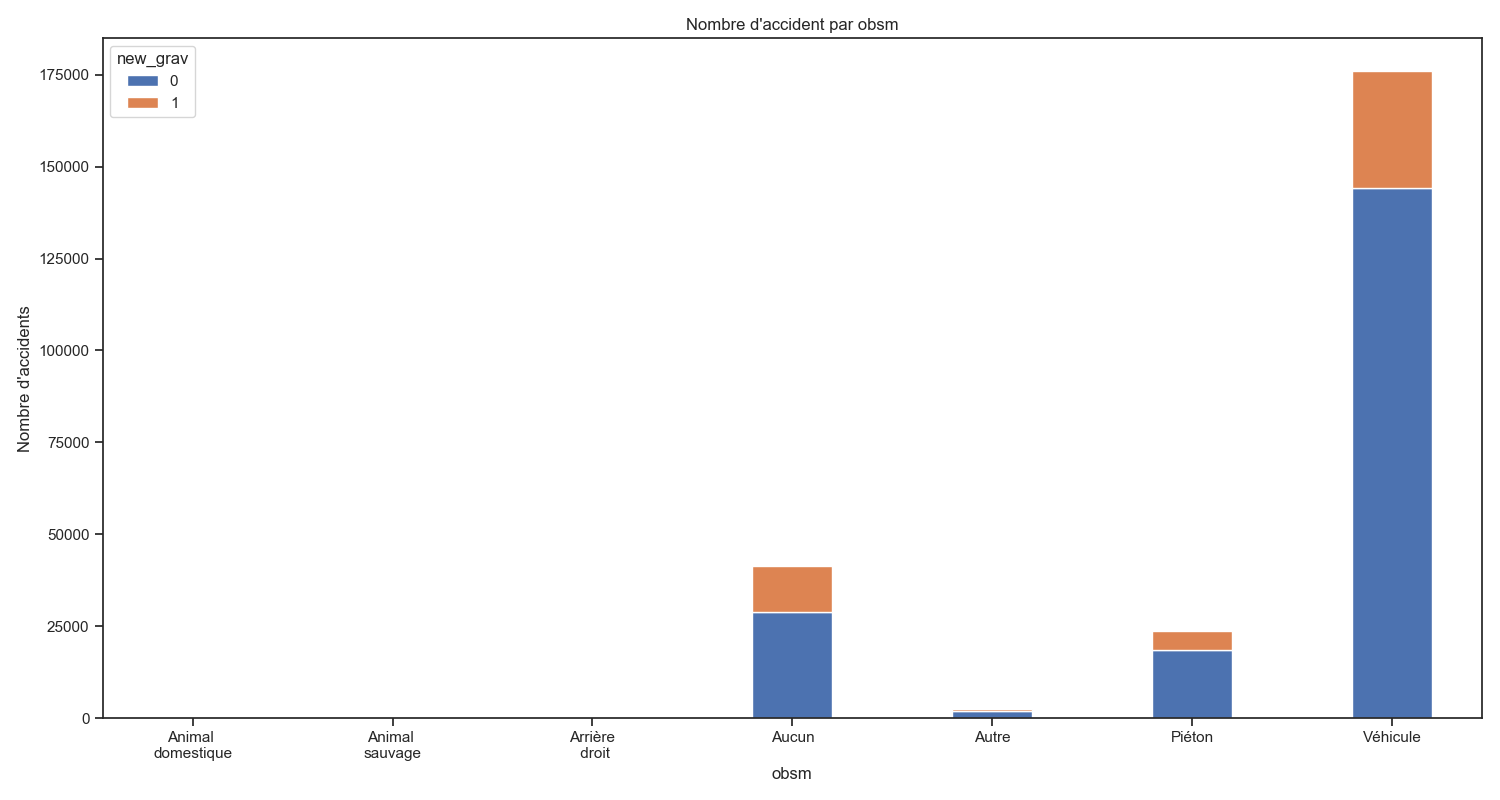 Nombre d'accident par obsm
new_grav
0
1
Nombre d'accidents
175000
150000
125000
100000
75000
50000
25000
0
Animal
domestique
Animal
sauvage
Arrière
droit
Aucun
Autre
Piéton
Véhicule
obsm